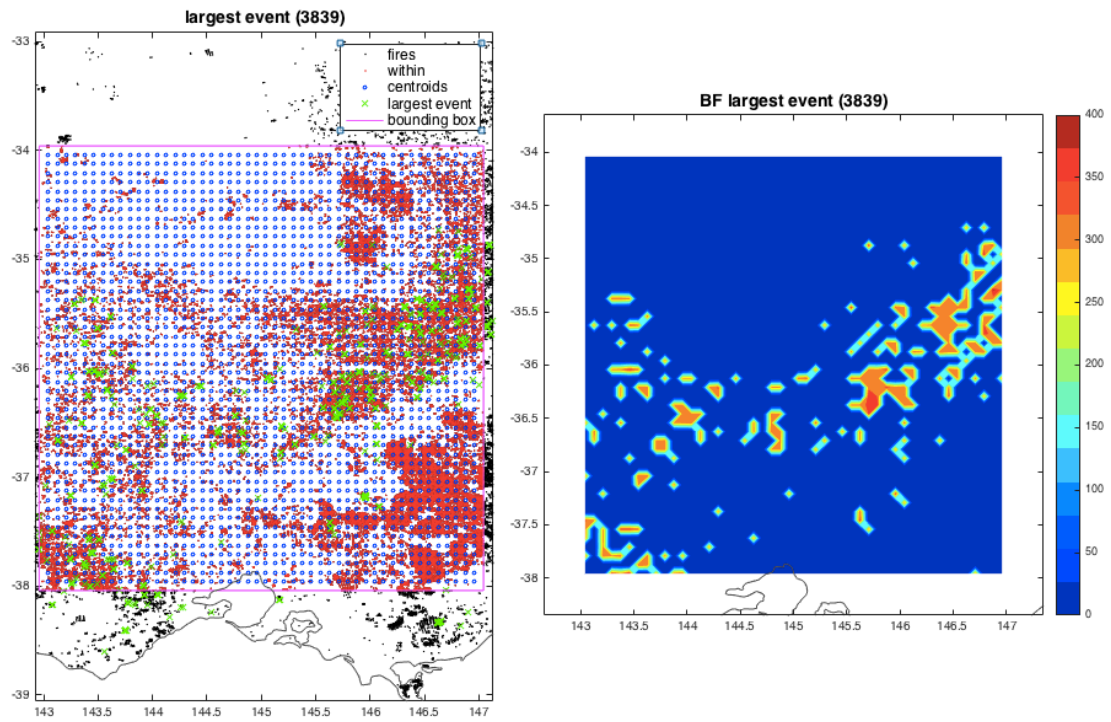 largest event (3839)
fires
within
centroids
largest event
bounding box
-33
-34
-35
-36
-37
-38
-39
143 143.5 144 144.5 145 145.5 146 146.5 147
BF largest event (3839)
-34
-34.5
-35
-35.5
-36
-36.5
-37
-37.5
-38
143 143.5 144 144.5 145 145.5 146 146.5 147
400
350
300
250
200
150
100
50
0